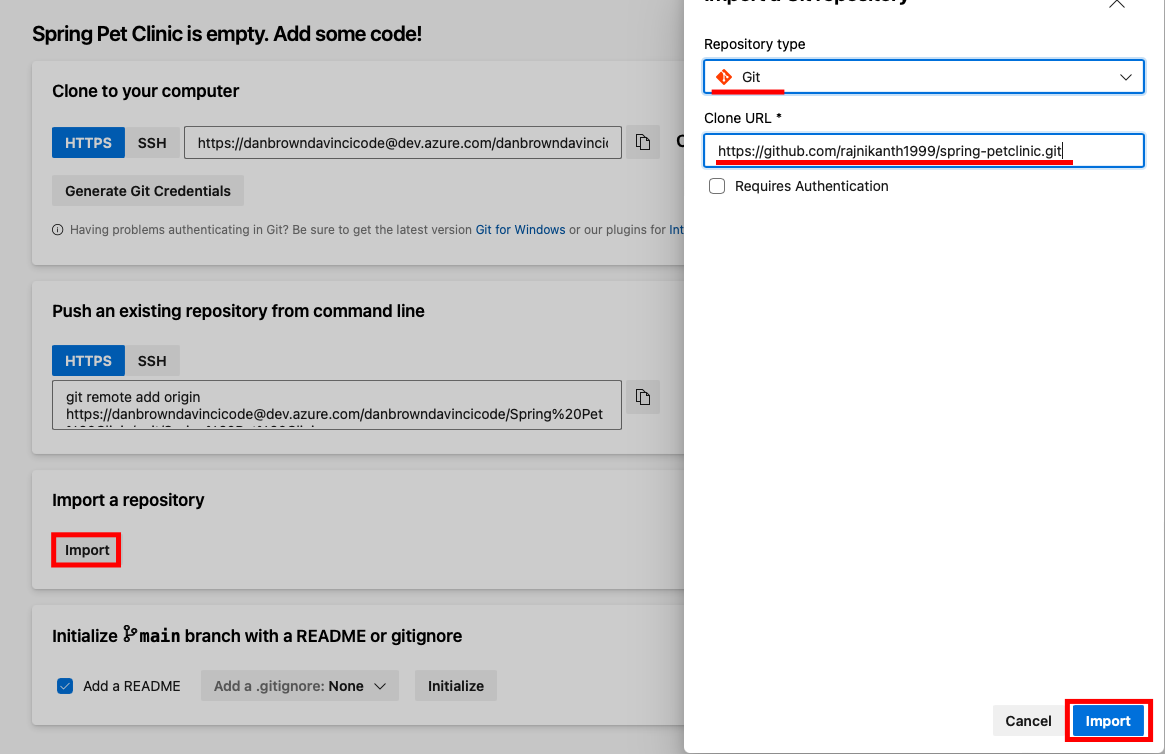 Spring Pet Clinic is empty. Add some code!
Clone to your computer
HTTPS SSH https://danbrowndavincicode@dev.azure.com/danbrowndavinci
Generate Git Credentials
Having problems authenticating in Git? Be sure to get the latest version Git for Windows or our plugins for Int
Push an existing repository from command line
HTTPS SSH
git remote add origin
https://danbrowndavincicode@dev.azure.com/danbrowndavincicode/Spring%20Pet
Import a repository
Import
Initialize main branch with a README or gitignore
Add a README Add a .gitignore: None Initialize
Import a Git repository
Repository type
Git
Clone URL *
https://github.com/rajnikanth1999/spring-petclinic.git
Requires Authentication
Cancel Import